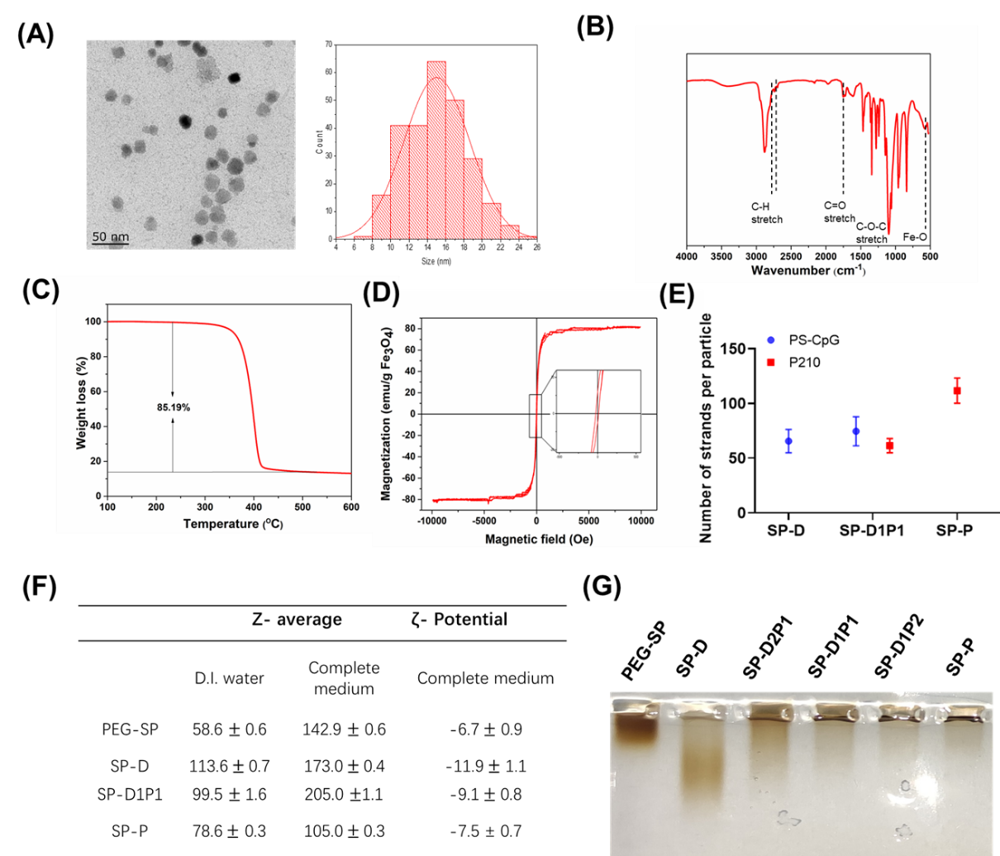 (A)
50 nm
70
60
50
40
30
20
10
0
Count
4 6 8 10 12 14 16 18 20 22 24 26
Size (nm)
(B)
C-H
stretch
C=O
stretch
C-O-C
stretch
Fe-O
4000 3500 3000 2500 2000 1500 1000 500
Wavenumber (cm⁻¹)
(C)
100
80
60
40
20
0
Weight loss (%)
85.19%
100 200 300 400 500 600
Temperature (°C)
(D)
80
60
40
20
0
-20
-40
-60
-80
Magnetization (emu/g Fe₃O₄)
-10000 -5000 0 5000 10000
Magnetic field (Oe)
(E)
150
100
50
0
Number of strands per particle
PS-CpG
P210
SP-D SP-D1P1 SP-P
(F)
Z- average ζ- Potential
D.I. water Complete medium Complete medium
PEG-SP 58.6 ± 0.6 142.9 ± 0.6 -6.7 ± 0.9
SP-D 113.6 ± 0.7 173.0 ± 0.4 -11.9 ± 1.1
SP-D1P1 99.5 ± 1.6 205.0 ±1.1 -9.1 ± 0.8
SP-P 78.6 ± 0.3 105.0 ± 0.3 -7.5 ± 0.7
(G)
PEG-SP SP-D SP-D2P1 SP-D1P1 SP-D1P2 SP-P